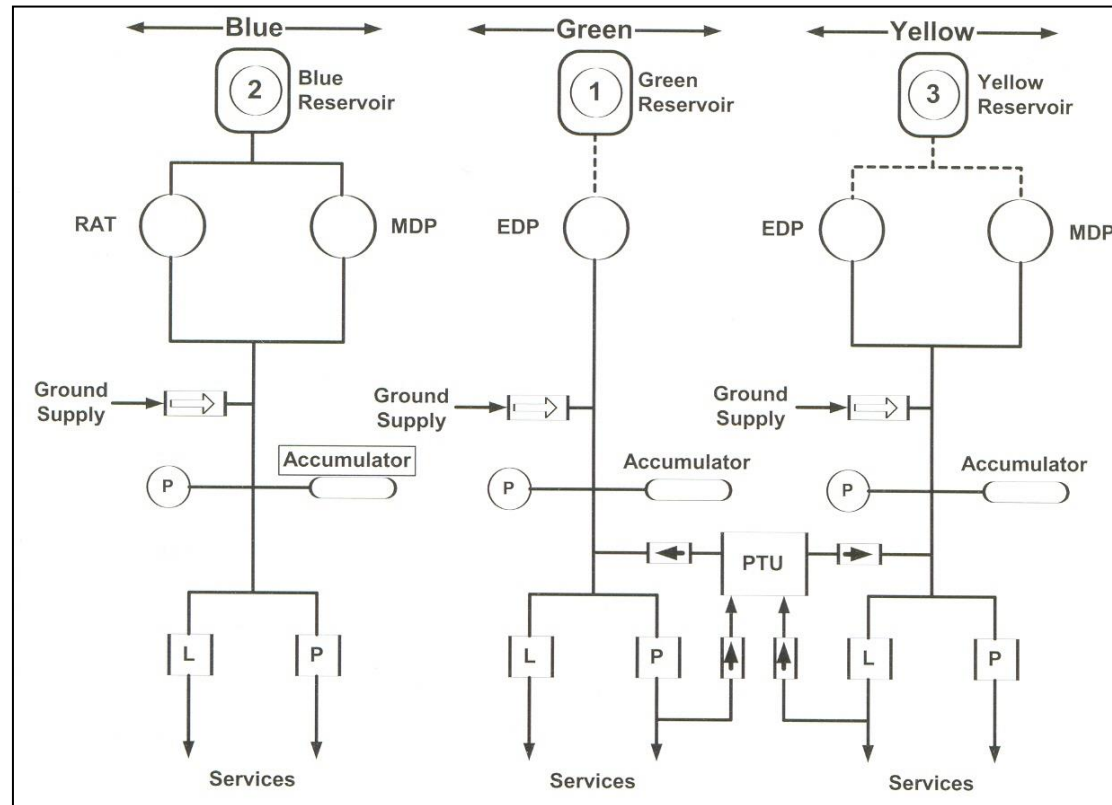 Blue
Green
Yellow
2
Blue
Reservoir
1
Green
Reservoir
3
Yellow
Reservoir
RAT
MDP
EDP
EDP
MDP
Ground
Supply
Ground
Supply
Ground
Supply
P
Accumulator
P
Accumulator
P
Accumulator
PTU
L
P
L
P
L
P
Services
Services
Services